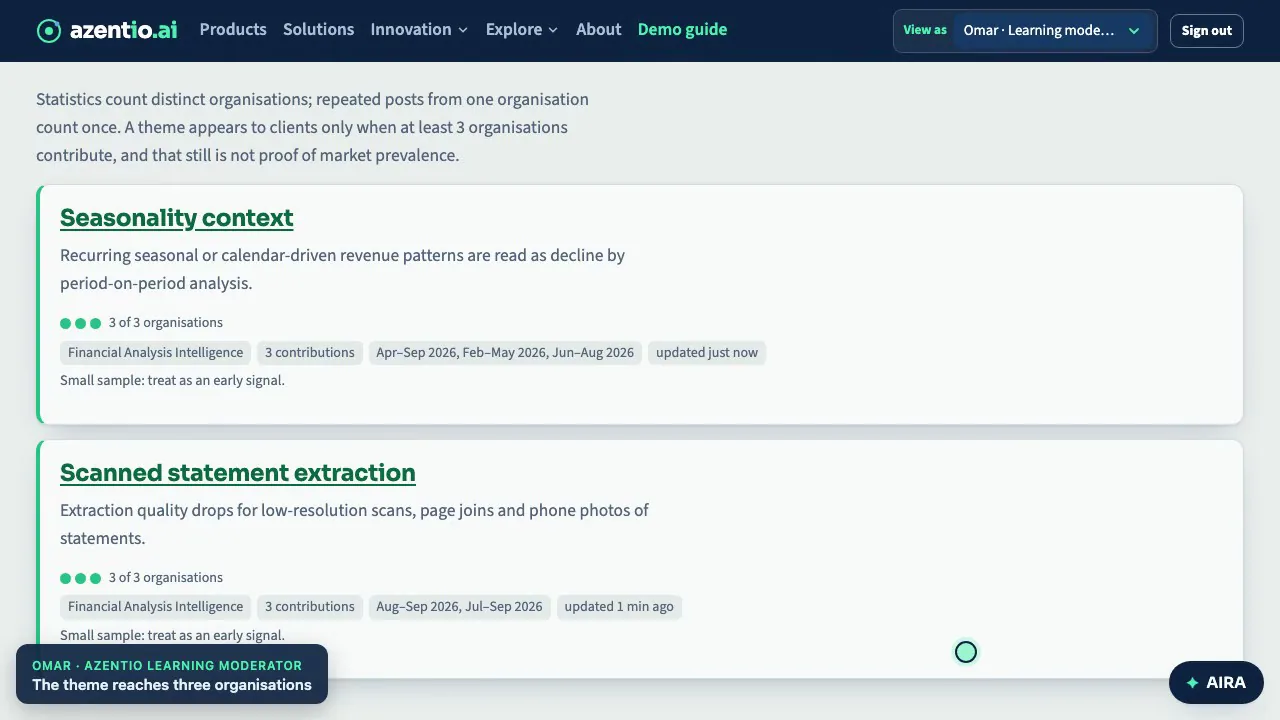 azentio.ai Products Solutions Innovation Explore About Demo guide View as Omar · Learning mode… Sign out
Statistics count distinct organisations; repeated posts from one organisation
count once. A theme appears to clients only when at least 3 organisations
contribute, and that still is not proof of market prevalence.
Seasonality context
Recurring seasonal or calendar-driven revenue patterns are read as decline by
period-on-period analysis.
3 of 3 organisations
Financial Analysis Intelligence 3 contributions Apr–Sep 2026, Feb–May 2026, Jun–Aug 2026 updated just now
Small sample: treat as an early signal.
Scanned statement extraction
Extraction quality drops for low-resolution scans, page joins and phone photos of
statements.
3 of 3 organisations
Financial Analysis Intelligence 3 contributions Aug–Sep 2026, Jul–Sep 2026 updated 1 min ago
Small sample: treat as an early signal.
OMAR · AZENTIO LEARNING MODERATOR
The theme reaches three organisations
AIRA